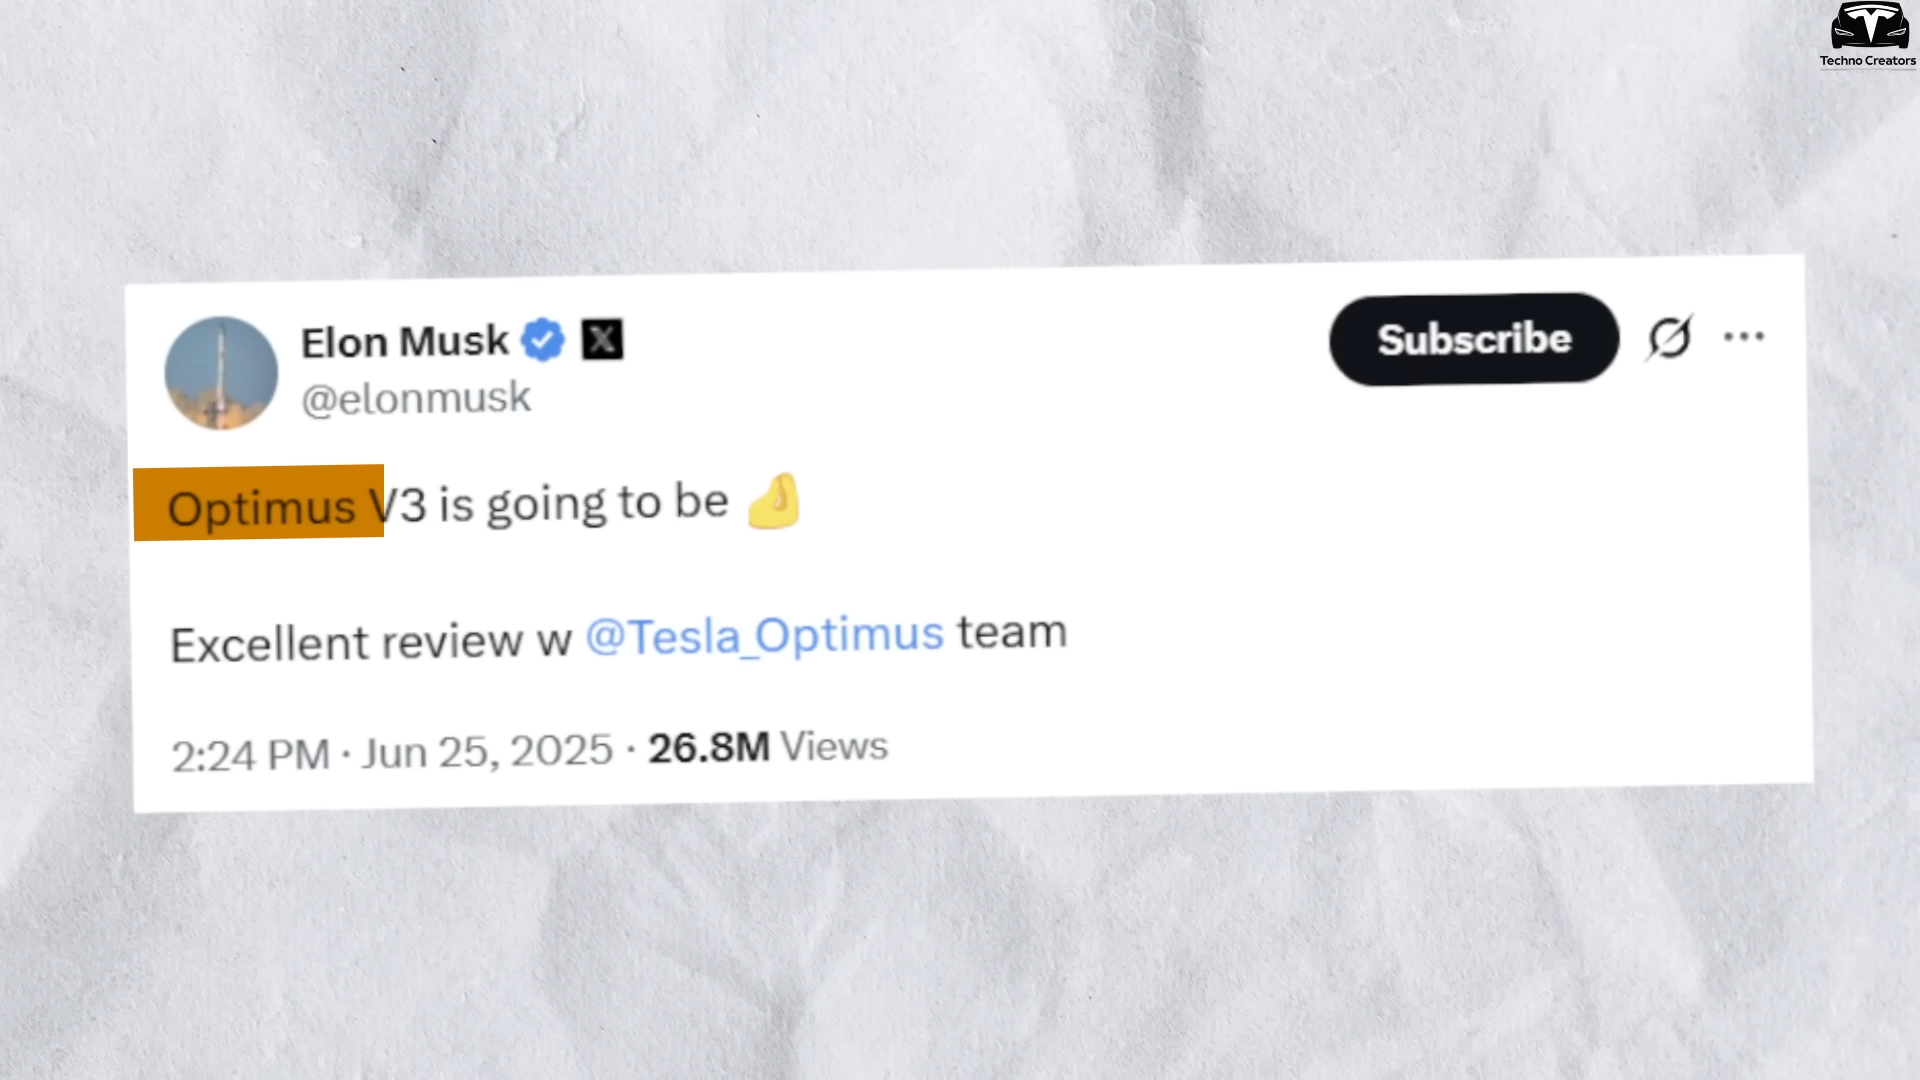 Techno Creators
Elon Musk
Subscribe
@elonmusk
Optimus V3 is going to be
Excellent review w @Tesla_Optimus team
2:24 PM · Jun 25, 2025 · 26.8M Views